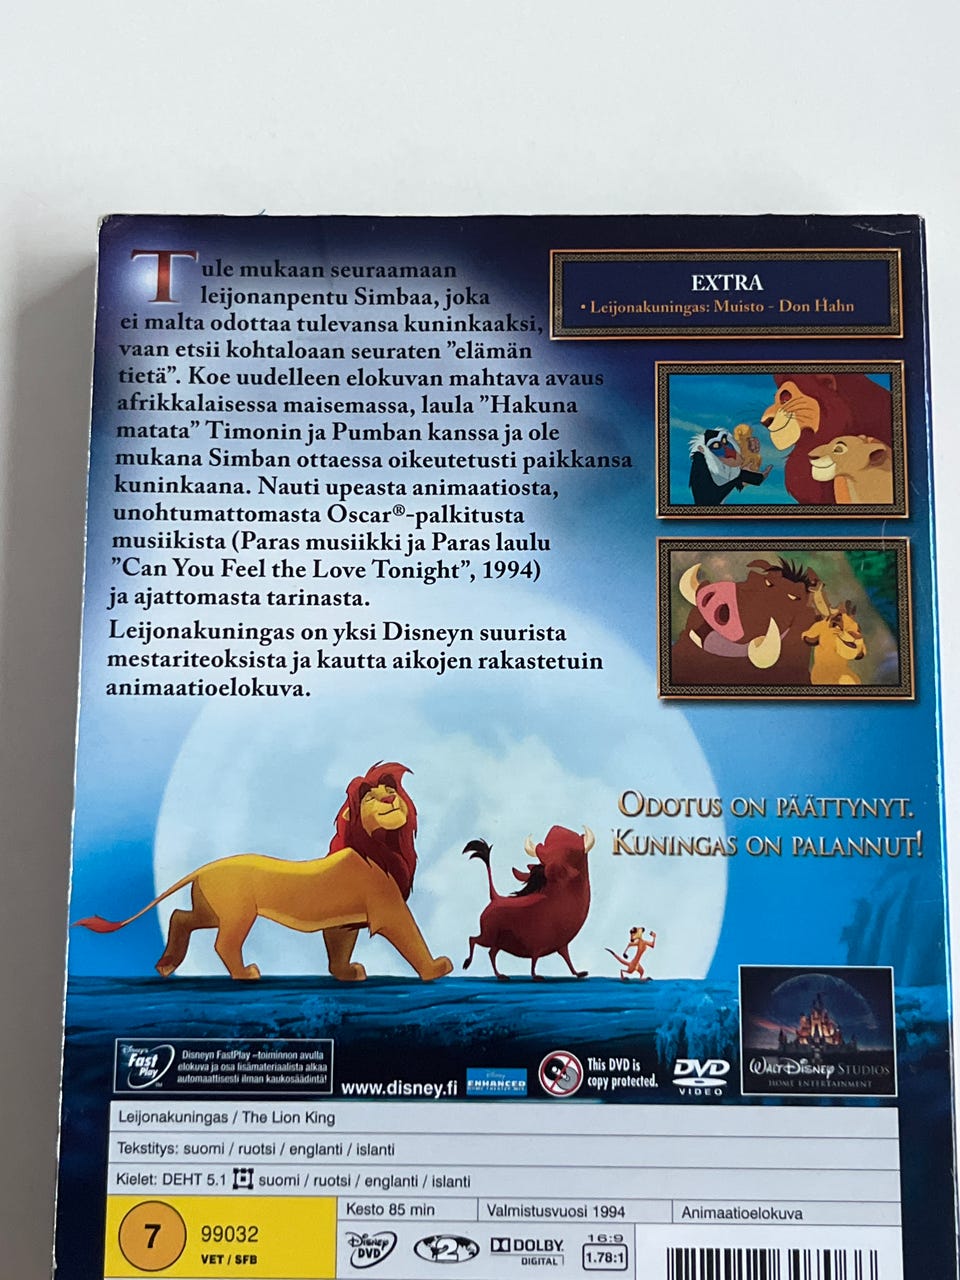 Tule mukaan seuraamaan
leijonanpentu Simbaa, joka
ei malta odottaa tulevansa kuninkaaksi,
vaan etsii kohtaloaan seuraten ”elämän
tietä”. Koe uudelleen elokuvan mahtava avaus
afrikkalaisessa maisemassa, laula ”Hakuna
matata” Timonin ja Pumban kanssa ja ole
mukana Simban ottaessa oikeutetusti paikkansa
kuninkaana. Nauti upeasta animaatiosta,
unohtumattomasta Oscar®-palkitusta
musiikista (Paras musiikki ja Paras laulu
”Can You Feel the Love Tonight”, 1994)
ja ajattomasta tarinasta.
Leijonakuningas on yksi Disneyn suurista
mestariteoksista ja kautta aikojen rakastetuin
animaatioelokuva.
EXTRA
• Leijonakuningas: Muisto - Don Hahn
ODOTUS ON PÄÄTTYNYT.
KUNINGAS ON PALANNUT!
Disney's
Fast
Play
™
Disneyn FastPlay –toiminnon avulla
elokuva ja osa lisämateriaalista alkaa
automaattisesti ilman kaukosäädintä!
www.disney.fi
ENHANCED
This DVD is
copy protected.
DVD
VIDEO
WALT DISNEY STUDIOS
HOME ENTERTAINMENT
Leijonakuningas / The Lion King
Tekstitys: suomi / ruotsi / englanti / islanti
Kielet: DEHT 5.1 suomi / ruotsi / englanti / islanti
7
99032
VET / SFB
Kesto 85 min
Valmistusvuosi 1994
Animaatioelokuva
Disney
DVD
2
DOLBY
DIGITAL
16:9
1.78:1